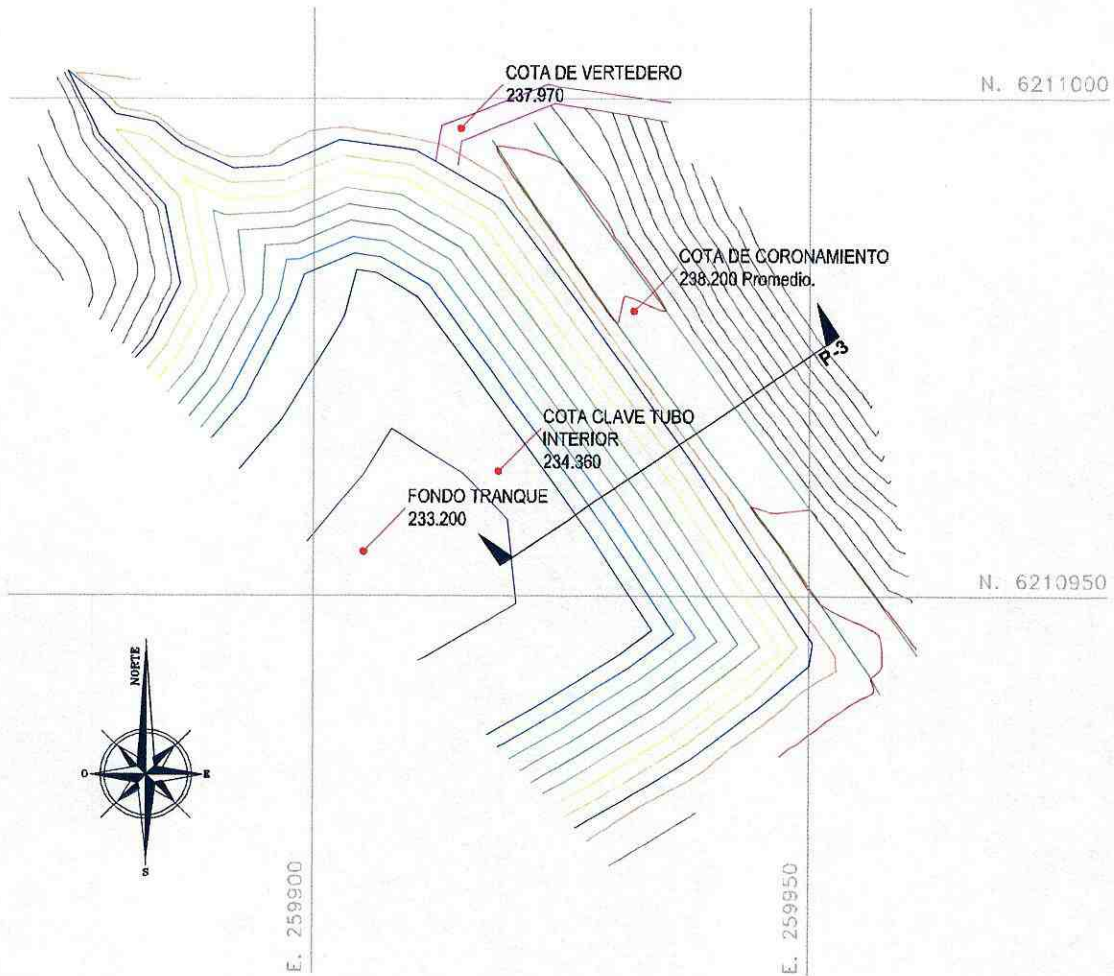 COTA DE VERTEDERO
237.970
N. 6211000
COTA DE CORONAMIENTO
238.200 Promedio.
P-3
COTA CLAVE TUBO
INTERIOR
234.360
FONDO TRANQUE
233.200
N. 6210950
NORTE
O
E
S
E. 259900
E. 259950